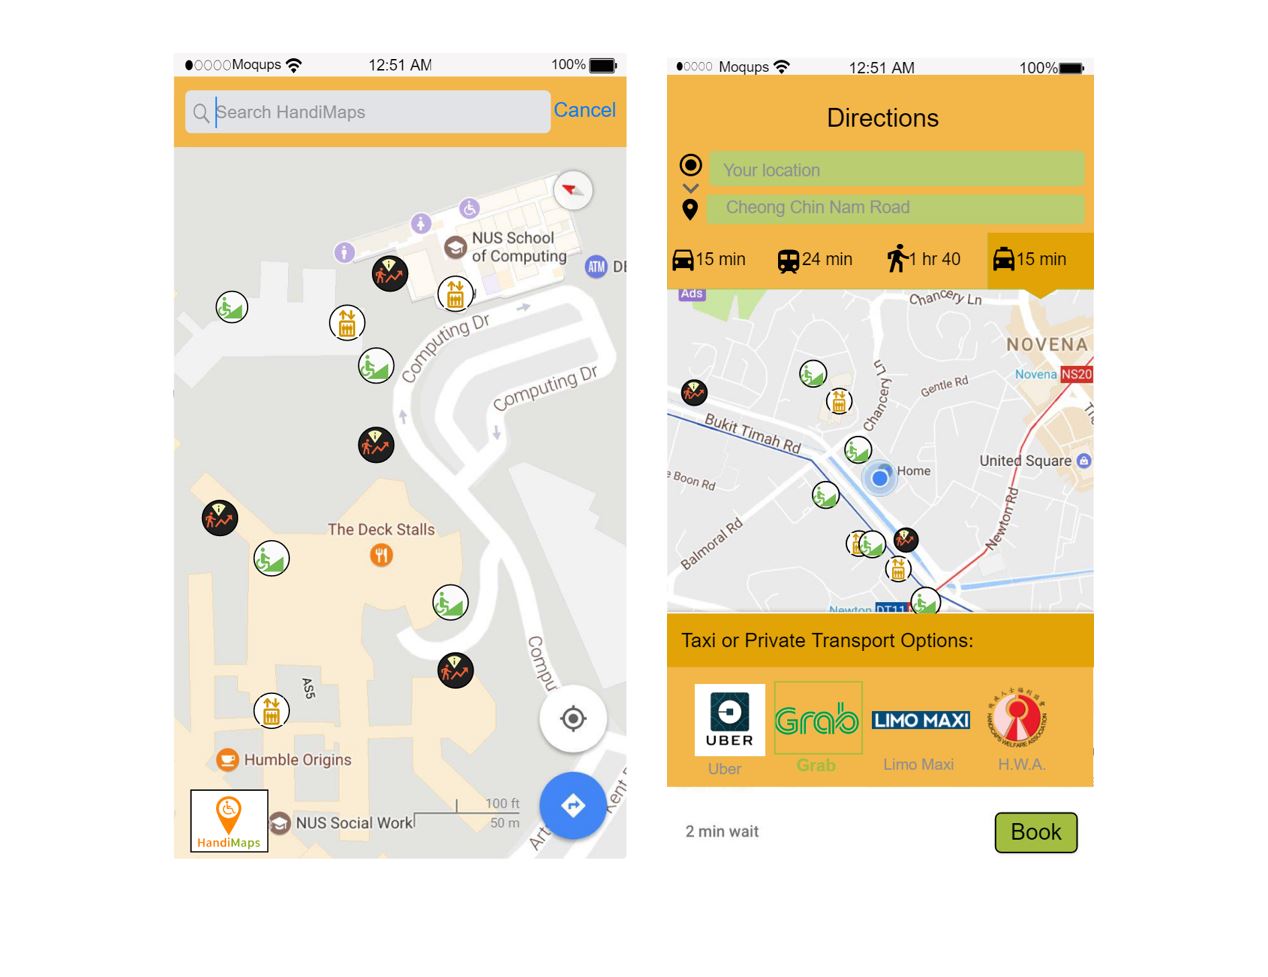 Moqups 12:51 AM 100%
Search HandiMaps Cancel
NUS School
of Computing
ATM
Computing Dr
Computing Dr
The Deck Stalls
AS5
Humble Origins
HandiMaps
NUS Social Work
100 ft
50 m
Kent
Moqups 12:51 AM 100%
Directions
Your location
Cheong Chin Nam Road
15 min 24 min 1 hr 40 15 min
Ads
Chancery Ln
NOVENA
Novena NS20
Chancery Ln
Gentle Rd
Bukit Timah Rd
United Square
Home
e Boon Rd
Newton Rd
Balmoral Rd
Newton DT11
Taxi or Private Transport Options:
UBER
Grab
LIMO MAXI
HANDICAPS WELFARE ASSOCIATION
Uber
Grab
Limo Maxi
H.W.A.
2 min wait
Book